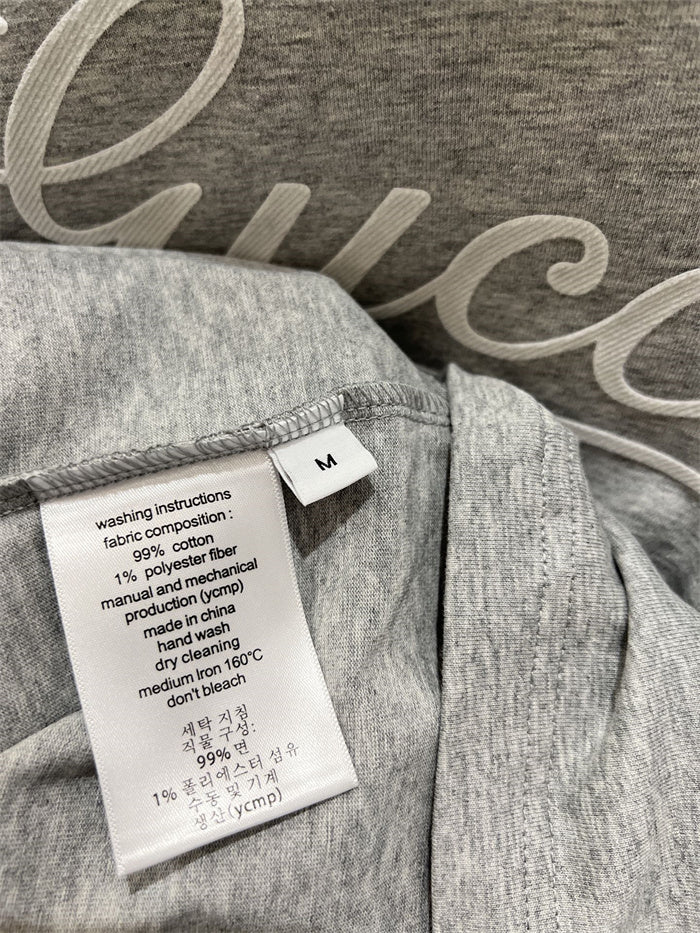 M
washing instructions
fabric composition :
99% cotton
1% polyester fiber
manual and mechanical
production (ycmp)
made in china
hand wash
dry cleaning
medium Iron 160°C
don't bleach
세탁 지침
직물 구성:
99% 면
1% 폴리에스터 섬유
수동 및 기계
생산(ycmp)